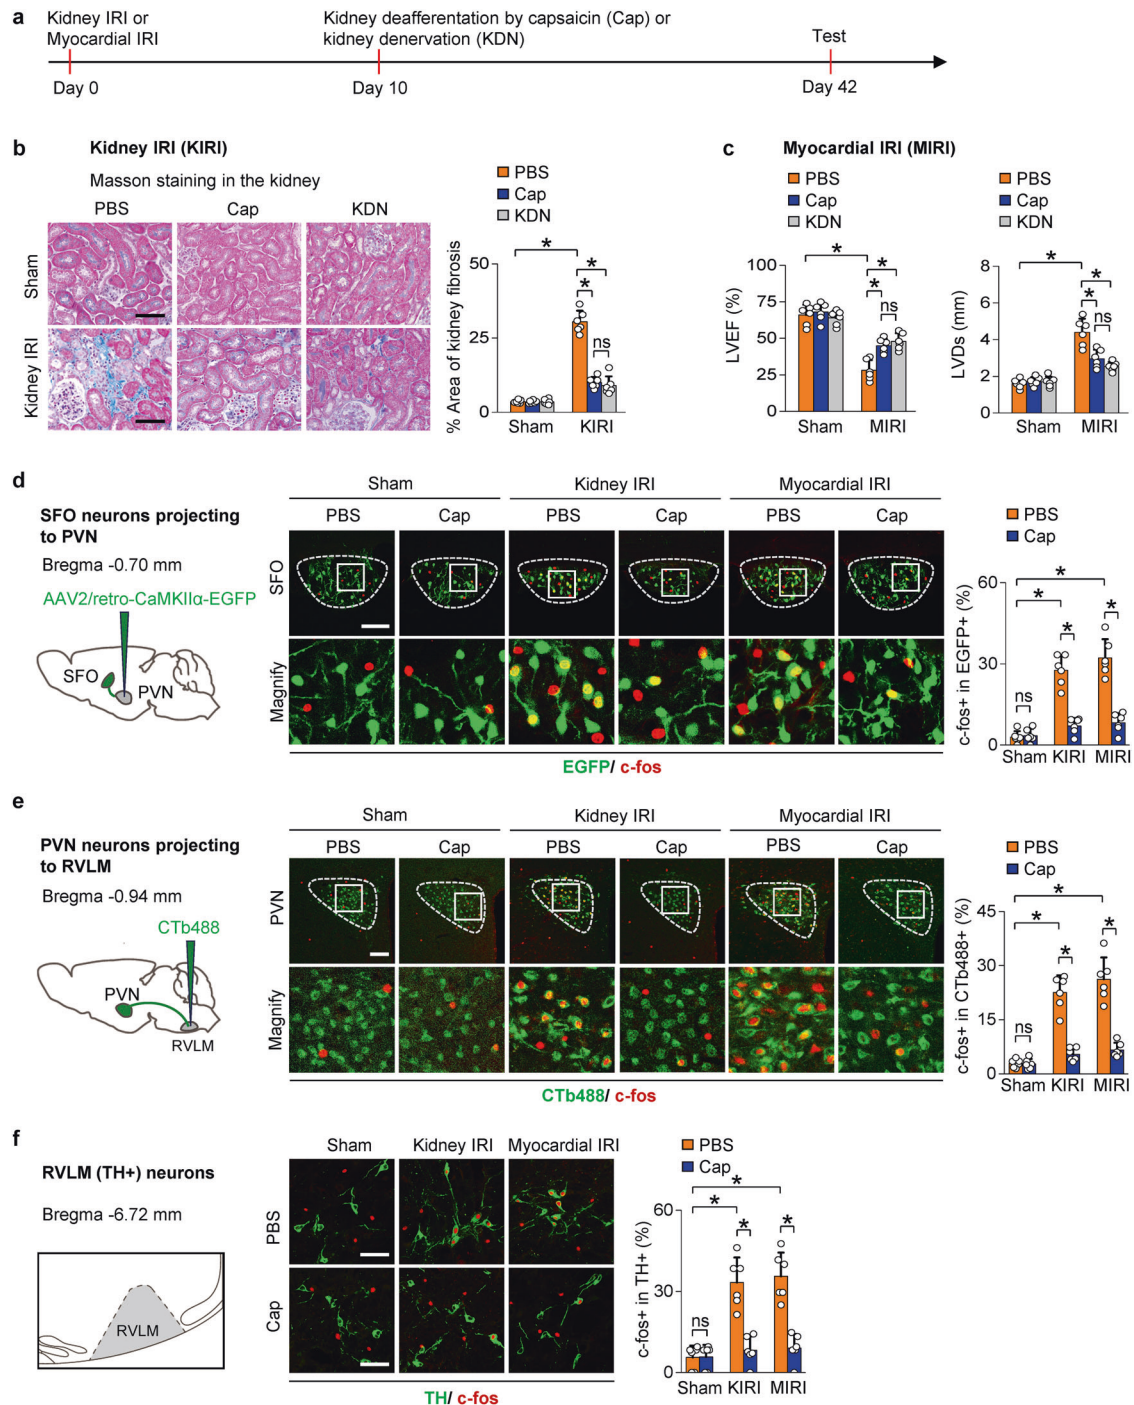 a
Kidney IRI or
Myocardial IRI
Kidney deafferentation by capsaicin (Cap) or
kidney denervation (KDN)
Test
Day 0
Day 10
Day 42
b
Kidney IRI (KIRI)
Masson staining in the kidney
PBS
Cap
KDN
Sham
Kidney IRI
PBS
Cap
KDN
% Area of kidney fibrosis
50
25
0
*
*
*
ns
Sham
KIRI
c
Myocardial IRI (MIRI)
PBS
Cap
KDN
LVEF (%)
100
75
50
25
0
*
*
*
ns
Sham
MIRI
PBS
Cap
KDN
LVDs (mm)
8
6
4
2
0
*
*
*
ns
Sham
MIRI
d
SFO neurons projecting
to PVN
Bregma -0.70 mm
AAV2/retro-CaMKIIα-EGFP
SFO
PVN
Sham
Kidney IRI
Myocardial IRI
PBS
Cap
PBS
Cap
PBS
Cap
SFO
Magnify
EGFP/ c-fos
PBS
Cap
c-fos+ in EGFP+ (%)
60
30
0
*
*
*
*
ns
Sham
KIRI
MIRI
e
PVN neurons projecting
to RVLM
Bregma -0.94 mm
CTb488
PVN
RVLM
Sham
Kidney IRI
Myocardial IRI
PBS
Cap
PBS
Cap
PBS
Cap
PVN
Magnify
CTb488/ c-fos
PBS
Cap
c-fos+ in CTb488+ (%)
45
30
15
0
*
*
*
*
ns
Sham
KIRI
MIRI
f
RVLM (TH+) neurons
Bregma -6.72 mm
RVLM
Sham
Kidney IRI
Myocardial IRI
PBS
Cap
TH/ c-fos
PBS
Cap
c-fos+ in TH+ (%)
60
30
0
*
*
*
*
ns
Sham
KIRI
MIRI